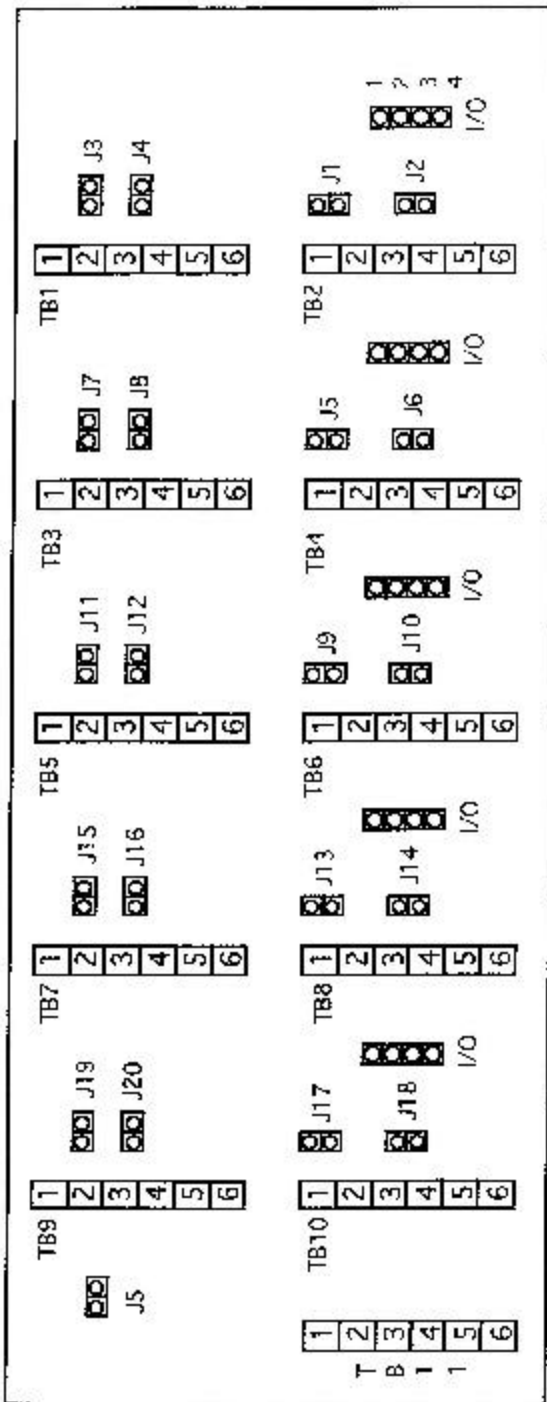 J3
J4
1 2 3 4
I/O
J1
J2
1 2 3 4 5 6
TB1
1 2 3 4 5 6
TB2
J7
J8
I/O
J5
J6
1 2 3 4 5 6
TB3
1 2 3 4 5 6
TB4
J11
J12
I/O
J9
J10
1 2 3 4 5 6
TB5
1 2 3 4 5 6
TB6
J15
J16
I/O
J13
J14
1 2 3 4 5 6
TB7
1 2 3 4 5 6
TB8
J19
J20
I/O
J17
J18
1 2 3 4 5 6
TB9
1 2 3 4 5 6
TB10
J5
1 2 3 4 5 6
TB11